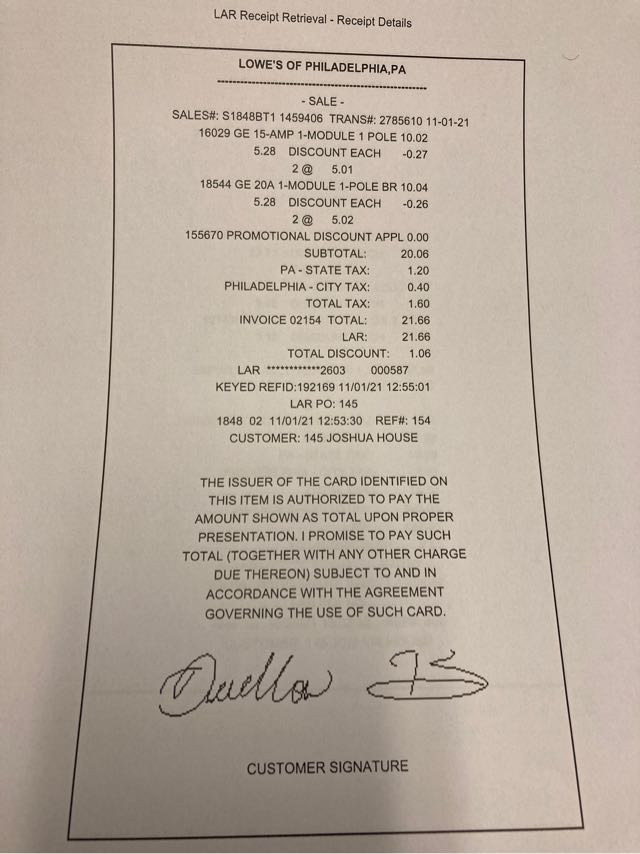 LAR Receipt Retrieval - Receipt Details
LOWE'S OF PHILADELPHIA,PA
--------------------------------------------------------
- SALE -
SALES#: S1848BT1 1459406 TRANS#: 2785610 11-01-21
16029 GE 15-AMP 1-MODULE 1 POLE 10.02
5.28 DISCOUNT EACH -0.27
2 @ 5.01
18544 GE 20A 1-MODULE 1-POLE BR 10.04
5.28 DISCOUNT EACH -0.26
2 @ 5.02
155670 PROMOTIONAL DISCOUNT APPL 0.00
SUBTOTAL: 20.06
PA - STATE TAX: 1.20
PHILADELPHIA - CITY TAX: 0.40
TOTAL TAX: 1.60
INVOICE 02154 TOTAL: 21.66
LAR: 21.66
TOTAL DISCOUNT: 1.06
LAR ************2603 000587
KEYED REFID:192169 11/01/21 12:55:01
LAR PO: 145
1848 02 11/01/21 12:53:30 REF#: 154
CUSTOMER: 145 JOSHUA HOUSE
THE ISSUER OF THE CARD IDENTIFIED ON
THIS ITEM IS AUTHORIZED TO PAY THE
AMOUNT SHOWN AS TOTAL UPON PROPER
PRESENTATION. I PROMISE TO PAY SUCH
TOTAL (TOGETHER WITH ANY OTHER CHARGE
DUE THEREON) SUBJECT TO AND IN
ACCORDANCE WITH THE AGREEMENT
GOVERNING THE USE OF SUCH CARD.
CUSTOMER SIGNATURE